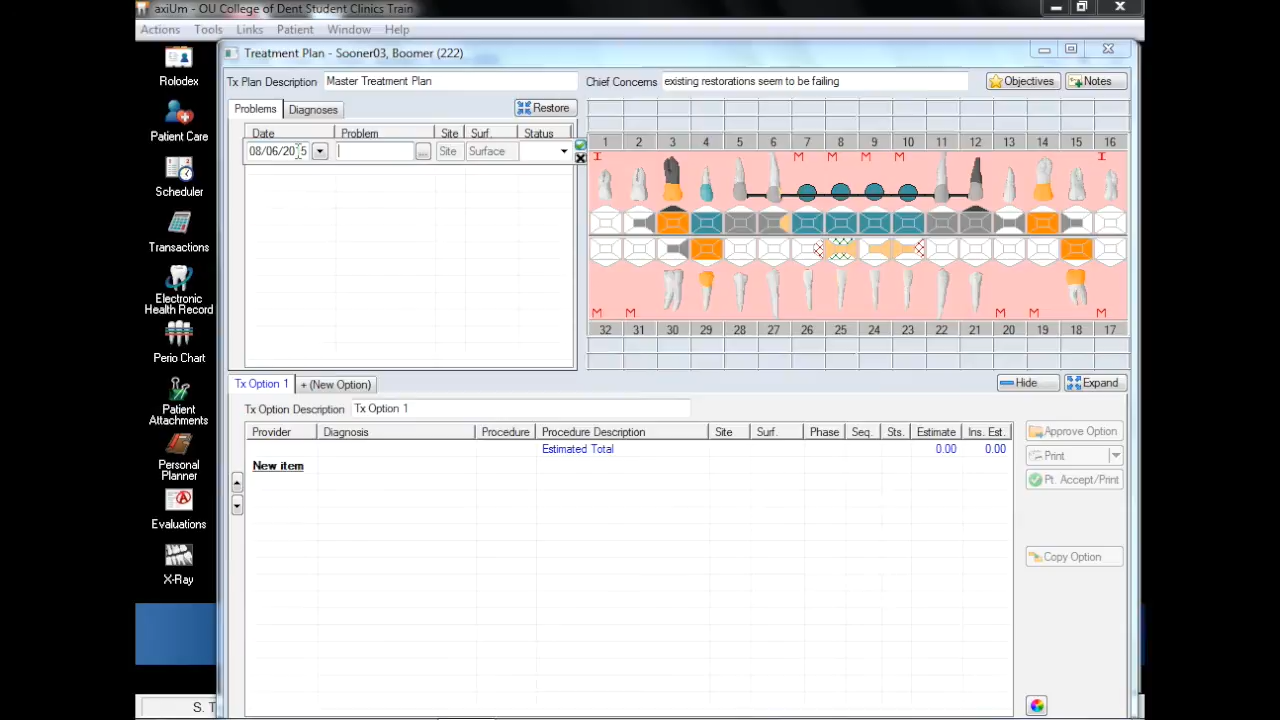 axiUm - OU College of Dent Student Clinics Train
Actions Tools Links Patient Window Help
Rolodex
Patient Care
Scheduler
Transactions
Electronic
Health Record
Perio Chart
Patient
Attachments
Personal
Planner
Evaluations
X-Ray
S. T
Treatment Plan - Sooner03, Boomer (222)
Tx Plan Description Master Treatment Plan Chief Concerns existing restorations seem to be failing Objectives Notes
Problems Diagnoses Restore
Date Problem Site Surf. Status
08/06/20 5 ... Site Surface
1 2 3 4 5 6 7 8 9 10 11 12 13 14 15 16
I M M M M I
M M M M M
32 31 30 29 28 27 26 25 24 23 22 21 20 19 18 17
Tx Option 1 + (New Option) Hide Expand
Tx Option Description Tx Option 1
Provider Diagnosis Procedure Procedure Description Site Surf. Phase Seq. Sts. Estimate Ins. Est.
Estimated Total 0.00 0.00
New item
Approve Option
Print
Pt. Accept/Print
Copy Option